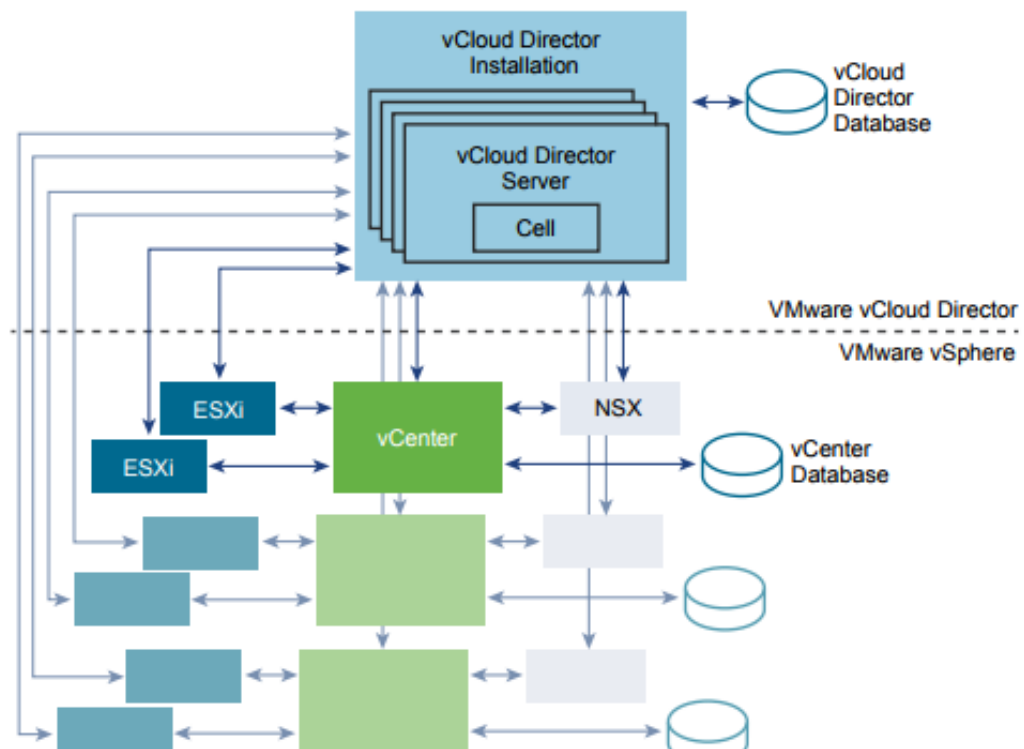 vCloud Director
Installation
vCloud
Director
Database
vCloud Director
Server
Cell
VMware vCloud Director
VMware vSphere
ESXi
vCenter
NSX
ESXi
vCenter
Database